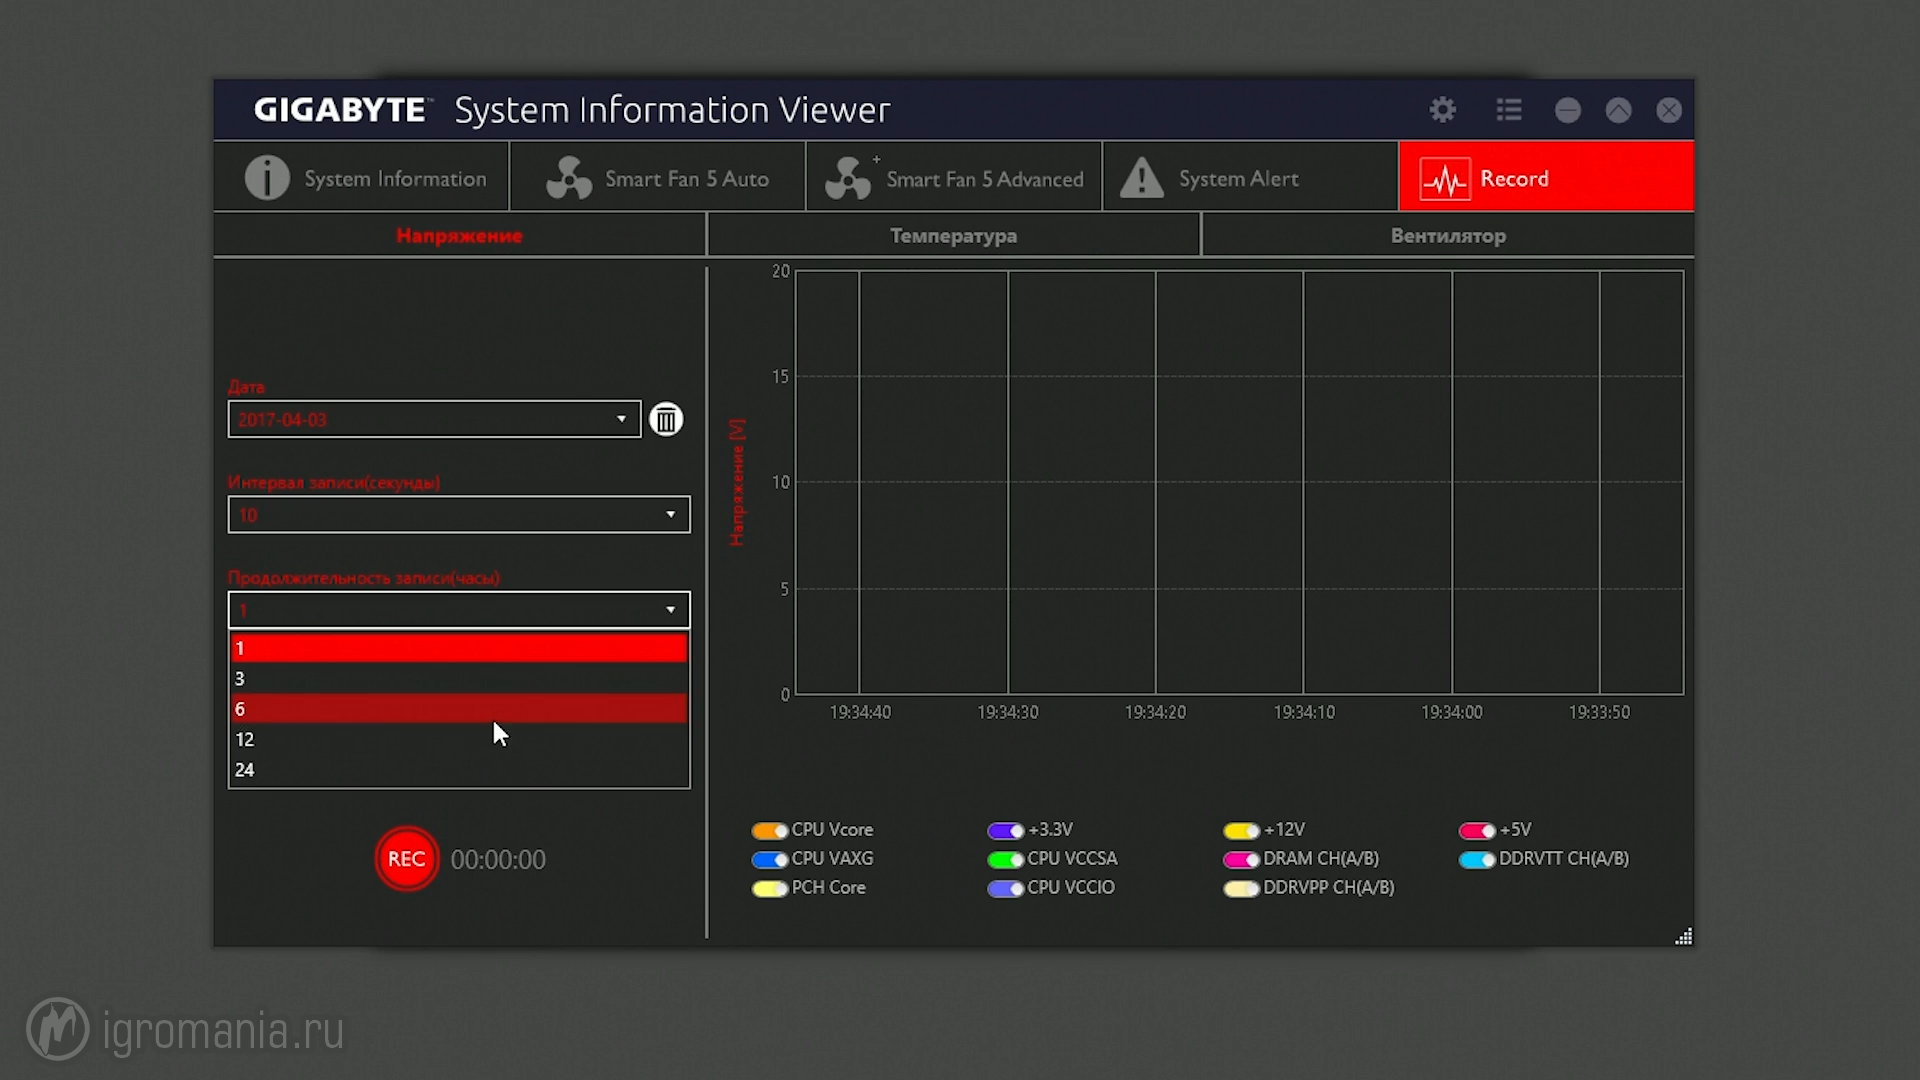 GIGABYTE™ System Information Viewer
System Information
Smart Fan 5 Auto
Smart Fan 5 Advanced
System Alert
Record
Напряжение
Температура
Вентилятор
Дата
2017-04-03
Интервал записи(секунды)
10
Продолжительность записи(часы)
1
1
3
6
12
24
REC 00:00:00
Напряжение [V]
20
15
10
5
0
19:34:40 19:34:30 19:34:20 19:34:10 19:34:00 19:33:50
CPU Vcore +3.3V +12V +5V
CPU VAXG CPU VCCSA DRAM CH(A/B) DDRVTT CH(A/B)
PCH Core CPU VCCIO DDRVPP CH(A/B)
igromania.ru